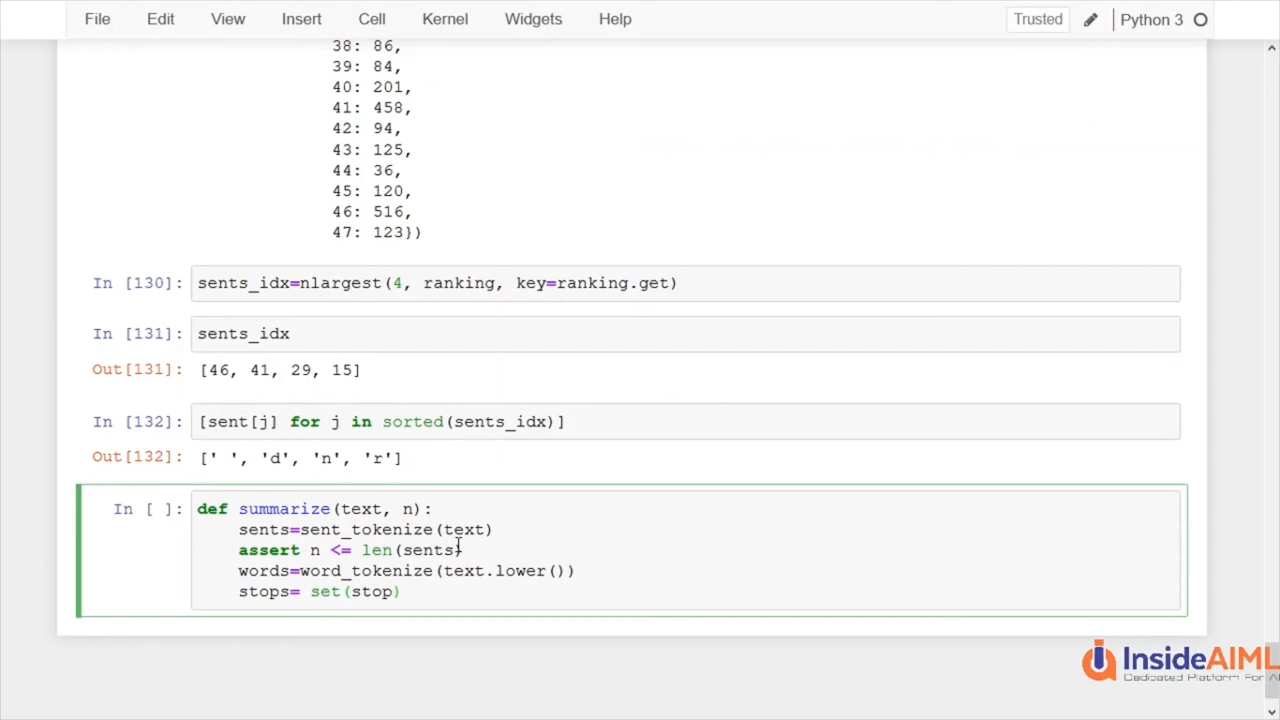 File Edit View Insert Cell Kernel Widgets Help Trusted Python 3
38: 86,
39: 84,
40: 201,
41: 458,
42: 94,
43: 125,
44: 36,
45: 120,
46: 516,
47: 123})
In [130]: sents_idx=nlargest(4, ranking, key=ranking.get)
In [131]: sents_idx
Out[131]: [46, 41, 29, 15]
In [132]: [sent[j] for j in sorted(sents_idx)]
Out[132]: [' ', 'd', 'n', 'r']
In [ ]: def summarize(text, n):
sents=sent_tokenize(text)
assert n <= len(sents)
words=word_tokenize(text.lower())
stops= set(stop)
InsideAIML
Dedicated Platform For A